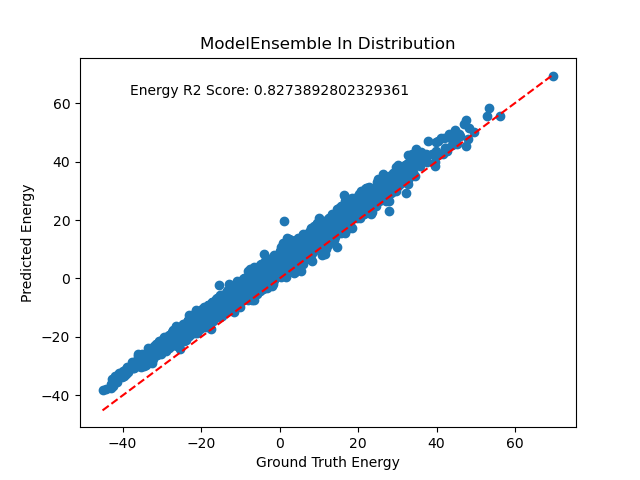 ModelEnsemble In Distribution
Energy R2 Score: 0.8273892802329361
Predicted Energy
60
40
20
0
−20
−40
−40 −20 0 20 40 60
Ground Truth Energy